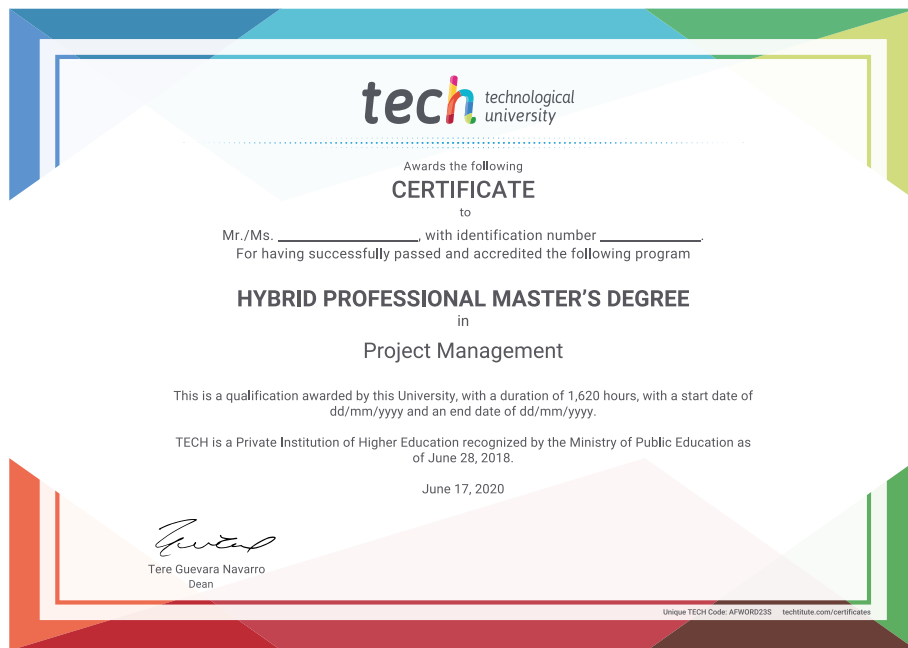 tech technological
university
Awards the following
CERTIFICATE
to
Mr./Ms. ____________________, with identification number ______________.
For having successfully passed and accredited the following program
HYBRID PROFESSIONAL MASTER'S DEGREE
in
Project Management
This is a qualification awarded by this University, with a duration of 1,620 hours, with a start date of
dd/mm/yyyy and an end date of dd/mm/yyyy.
TECH is a Private Institution of Higher Education recognized by the Ministry of Public Education as
of June 28, 2018.
June 17, 2020
Tere Guevara Navarro
Dean
Unique TECH Code: AFWORD23S techtitute.com/certificates